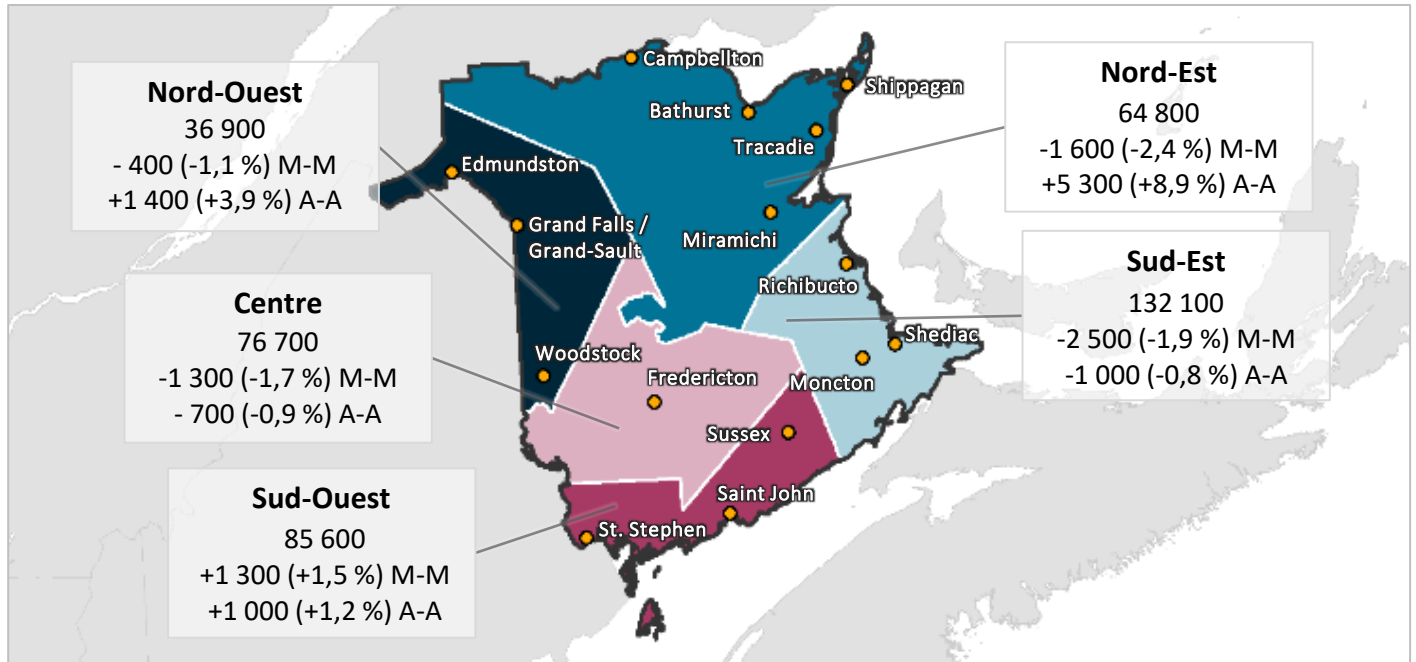 Nord-Ouest
36 900
- 400 (-1,1 %) M-M
+1 400 (+3,9 %) A-A
Centre
76 700
-1 300 (-1,7 %) M-M
- 700 (-0,9 %) A-A
Sud-Ouest
85 600
+1 300 (+1,5 %) M-M
+1 000 (+1,2 %) A-A
Nord-Est
64 800
-1 600 (-2,4 %) M-M
+5 300 (+8,9 %) A-A
Sud-Est
132 100
-2 500 (-1,9 %) M-M
-1 000 (-0,8 %) A-A
Campbellton
Shippagan
Bathurst
Tracadie
Edmundston
Miramichi
Grand Falls /
Grand-Sault
Richibucto
Shediac
Woodstock
Moncton
Fredericton
Sussex
Saint John
St. Stephen